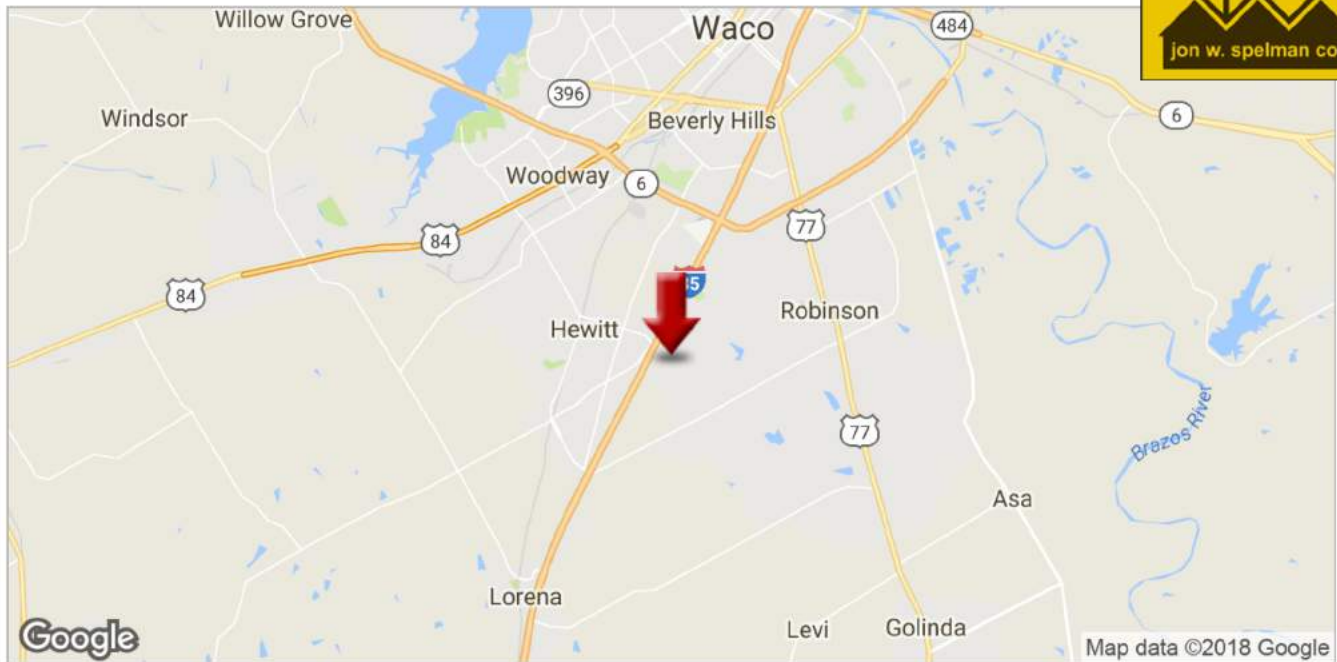 Willow Grove
Waco
484
jon w. spelman co
396
6
Windsor
Beverly Hills
Woodway
6
84
77
84
35
Hewitt
Robinson
77
Brazos River
Asa
Lorena
Levi
Golinda
Google
Map data ©2018 Google